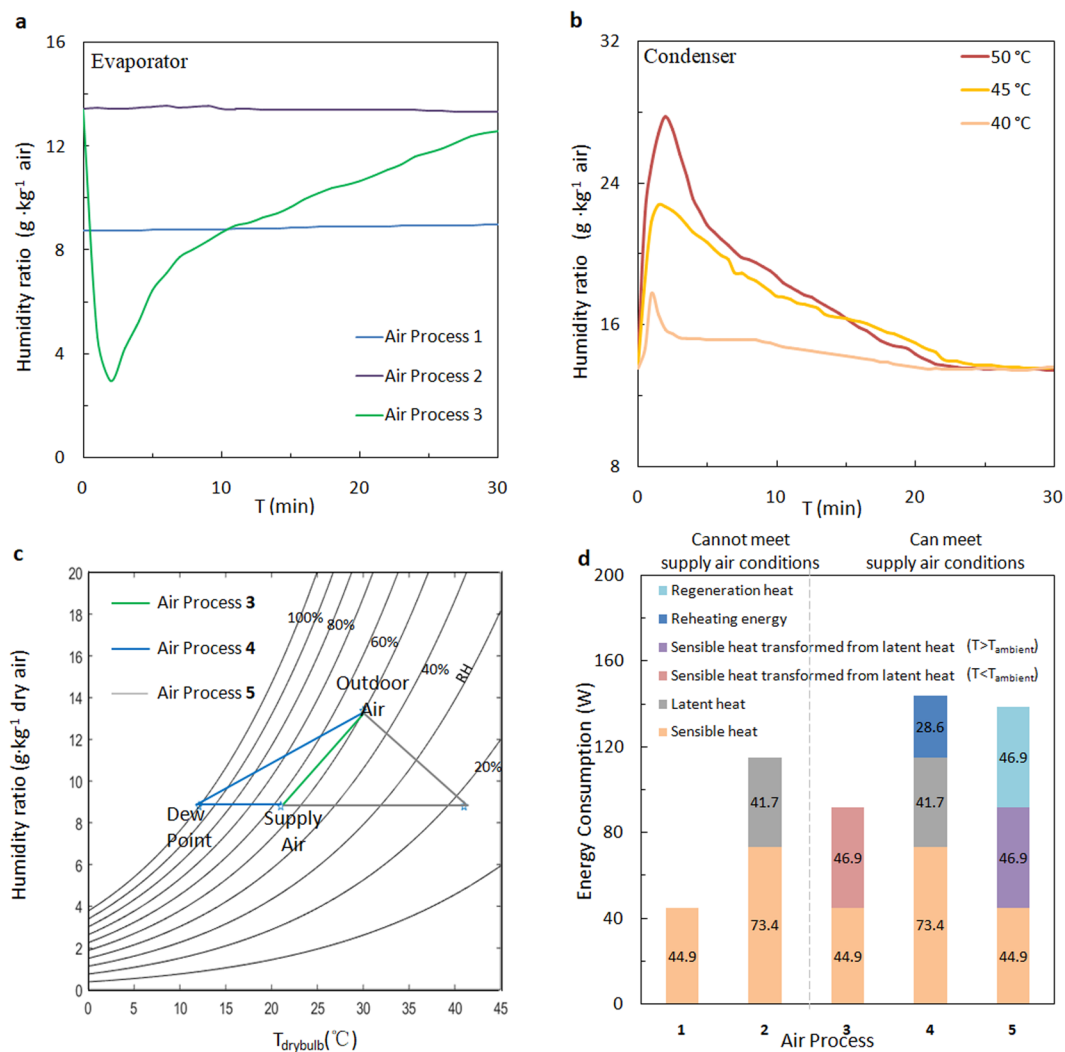 a
16
12
8
4
0
Humidity ratio (g ·kg⁻¹ air)
Evaporator
Air Process 1
Air Process 2
Air Process 3
0
10
20
30
T (min)
b
32
24
16
8
Humidity ratio (g ·kg⁻¹ air)
Condenser
50 °C
45 °C
40 °C
0
10
20
30
T (min)
c
20
18
16
14
12
10
8
6
4
2
0
Humidity ratio (g·kg⁻¹ dry air)
Air Process 3
Air Process 4
Air Process 5
100%
80%
60%
40%
RH
20%
Outdoor
Air
Dew
Point
Supply
Air
0
5
10
15
20
25
30
35
40
45
Tdrybulb(℃)
d
Cannot meet
supply air conditions
Can meet
supply air conditions
200
160
120
80
40
0
Energy Consumption (W)
Regeneration heat
Reheating energy
Sensible heat transformed from latent heat (T>Tambient)
Sensible heat transformed from latent heat (T<Tambient)
Latent heat
Sensible heat
44.9
41.7
73.4
46.9
44.9
28.6
41.7
73.4
46.9
46.9
44.9
1
2
3
4
5
Air Process